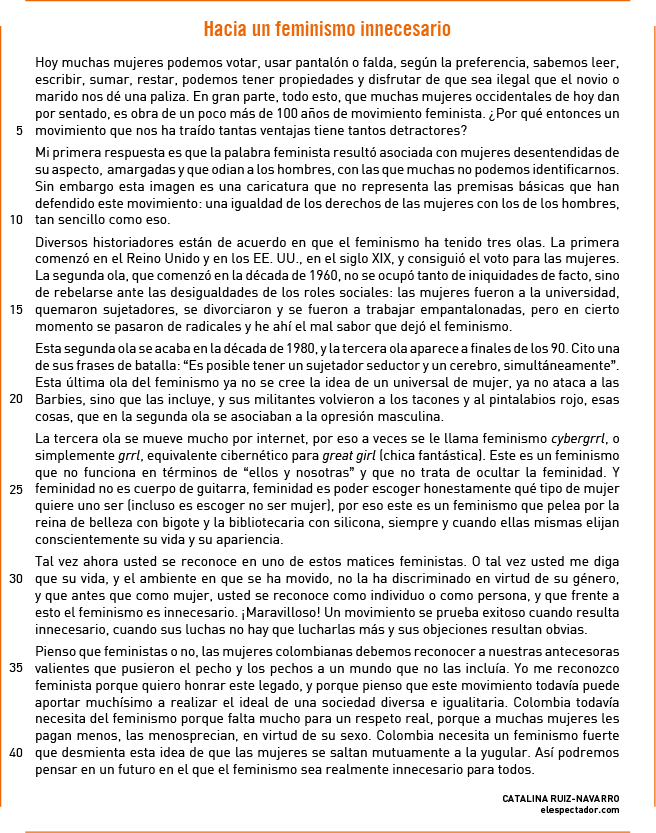 Hacia un feminismo innecesario
Hoy muchas mujeres podemos votar, usar pantalón o falda, según la preferencia, sabemos leer,
escribir, sumar, restar, podemos tener propiedades y disfrutar de que sea ilegal que el novio o
marido nos dé una paliza. En gran parte, todo esto, que muchas mujeres occidentales de hoy dan
por sentado, es obra de un poco más de 100 años de movimiento feminista. ¿Por qué entonces un
5 movimiento que nos ha traído tantas ventajas tiene tantos detractores?
Mi primera respuesta es que la palabra feminista resultó asociada con mujeres desentendidas de
su aspecto, amargadas y que odian a los hombres, con las que muchas no podemos identificarnos.
Sin embargo esta imagen es una caricatura que no representa las premisas básicas que han
defendido este movimiento: una igualdad de los derechos de las mujeres con los de los hombres,
10 tan sencillo como eso.
Diversos historiadores están de acuerdo en que el feminismo ha tenido tres olas. La primera
comenzó en el Reino Unido y en los EE. UU., en el siglo XIX, y consiguió el voto para las mujeres.
La segunda ola, que comenzó en la década de 1960, no se ocupó tanto de iniquidades de facto, sino
de rebelarse ante las desigualdades de los roles sociales: las mujeres fueron a la universidad,
15 quemaron sujetadores, se divorciaron y se fueron a trabajar empantalonadas, pero en cierto
momento se pasaron de radicales y he ahí el mal sabor que dejó el feminismo.
Esta segunda ola se acaba en la década de 1980, y la tercera ola aparece a finales de los 90. Cito una
de sus frases de batalla: “Es posible tener un sujetador seductor y un cerebro, simultáneamente”.
Esta última ola del feminismo ya no se cree la idea de un universal de mujer, ya no ataca a las
20 Barbies, sino que las incluye, y sus militantes volvieron a los tacones y al pintalabios rojo, esas
cosas, que en la segunda ola se asociaban a la opresión masculina.
La tercera ola se mueve mucho por internet, por eso a veces se le llama feminismo cybergrrl, o
simplemente grrl, equivalente cibernético para great girl (chica fantástica). Este es un feminismo
que no funciona en términos de “ellos y nosotras” y que no trata de ocultar la feminidad. Y
25 feminidad no es cuerpo de guitarra, feminidad es poder escoger honestamente qué tipo de mujer
quiere uno ser (incluso es escoger no ser mujer), por eso este es un feminismo que pelea por la
reina de belleza con bigote y la bibliotecaria con silicona, siempre y cuando ellas mismas elijan
conscientemente su vida y su apariencia.
Tal vez ahora usted se reconoce en uno de estos matices feministas. O tal vez usted me diga
30 que su vida, y el ambiente en que se ha movido, no la ha discriminado en virtud de su género,
y que antes que como mujer, usted se reconoce como individuo o como persona, y que frente a
esto el feminismo es innecesario. ¡Maravilloso! Un movimiento se prueba exitoso cuando resulta
innecesario, cuando sus luchas no hay que lucharlas más y sus objeciones resultan obvias.
Pienso que feministas o no, las mujeres colombianas debemos reconocer a nuestras antecesoras
35 valientes que pusieron el pecho y los pechos a un mundo que no las incluía. Yo me reconozco
feminista porque quiero honrar este legado, y porque pienso que este movimiento todavía puede
aportar muchísimo a realizar el ideal de una sociedad diversa e igualitaria. Colombia todavía
necesita del feminismo porque falta mucho para un respeto real, porque a muchas mujeres les
pagan menos, las menosprecian, en virtud de su sexo. Colombia necesita un feminismo fuerte
40 que desmienta esta idea de que las mujeres se saltan mutuamente a la yugular. Así podremos
pensar en un futuro en el que el feminismo sea realmente innecesario para todos.
CATALINA RUIZ-NAVARRO
elespectador.com